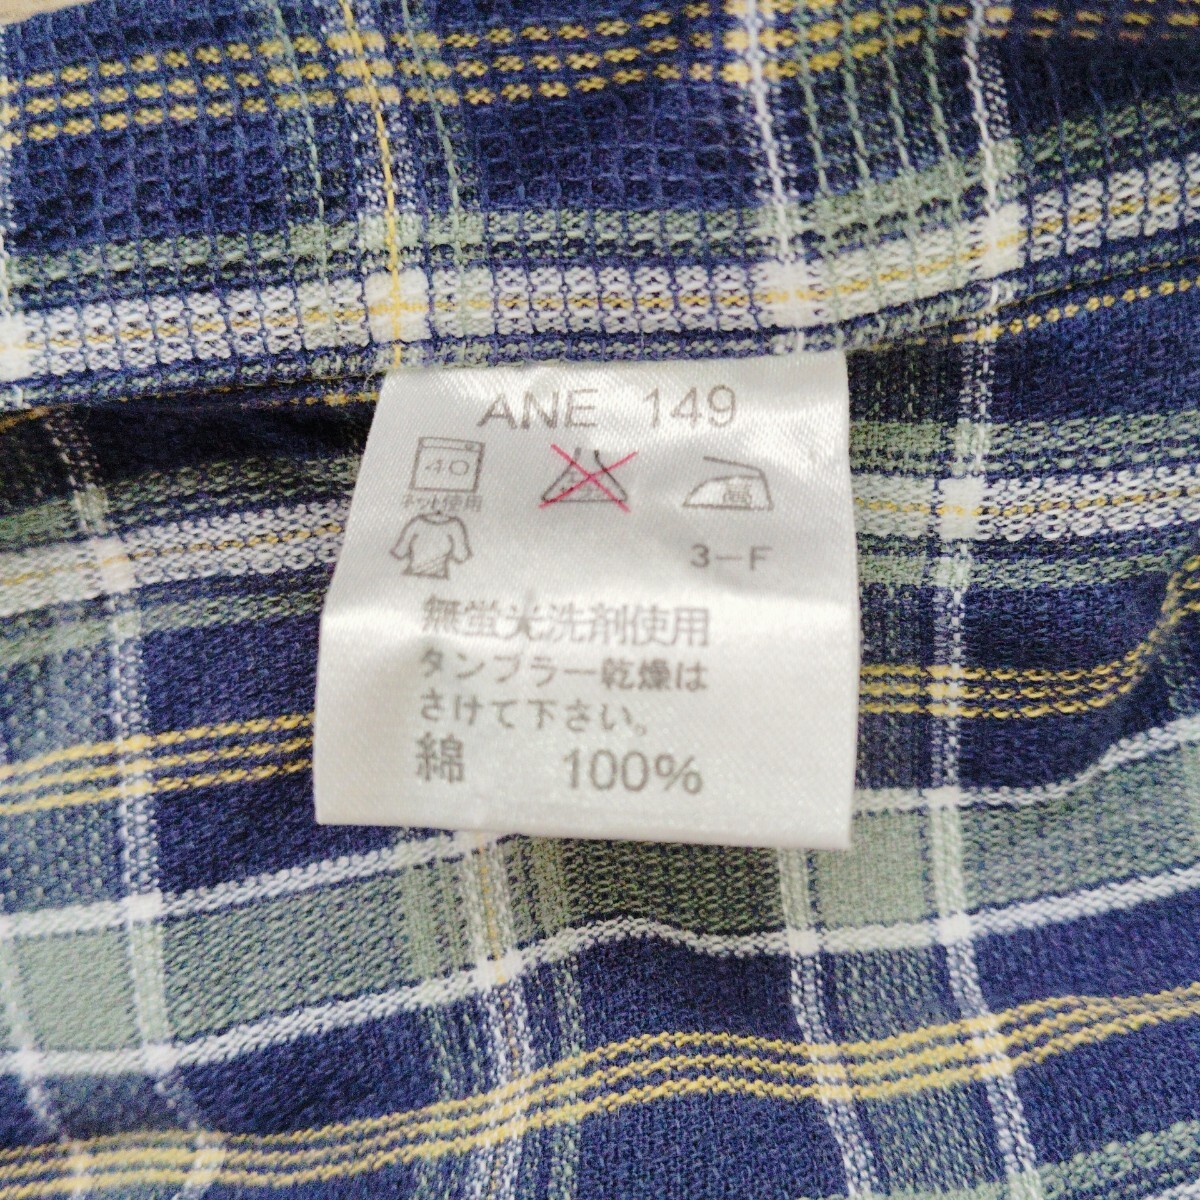 ANE 149
40
ネット使用
高
3-F
無蛍光洗剤使用
タンブラー乾燥は
さけて下さい。
綿 100%